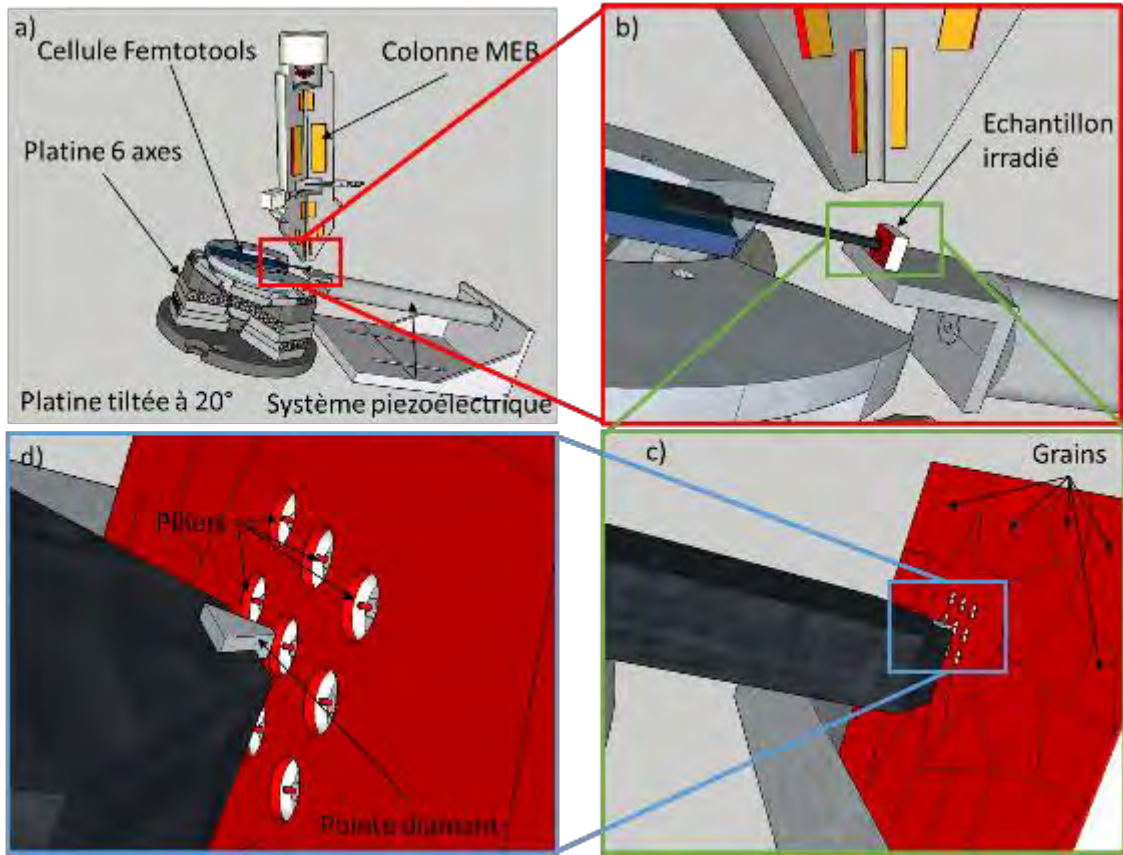 a)
Cellule Femtotools
Colonne MEB
Platine 6 axes
Platine tiltée à 20°
Système piezoélectrique
b)
Echantillon
irradié
d)
Piliers
Pointe diamant
c)
Grains